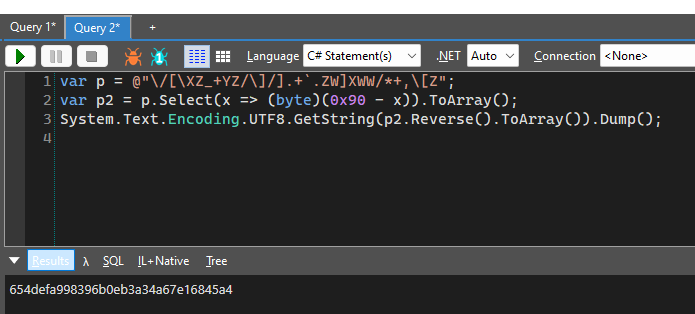 Query 1* Query 2* +
Language C# Statement(s) .NET Auto Connection <None>
1 var p = @"\/[\XZ_+YZ/\]/].+`.ZW]XWW/*+,\[Z";
2 var p2 = p.Select(x => (byte)(0x90 - x)).ToArray();
3 System.Text.Encoding.UTF8.GetString(p2.Reverse().ToArray()).Dump();
4
Results λ SQL IL+Native Tree
654defa998396b0eb3a34a67e16845a4